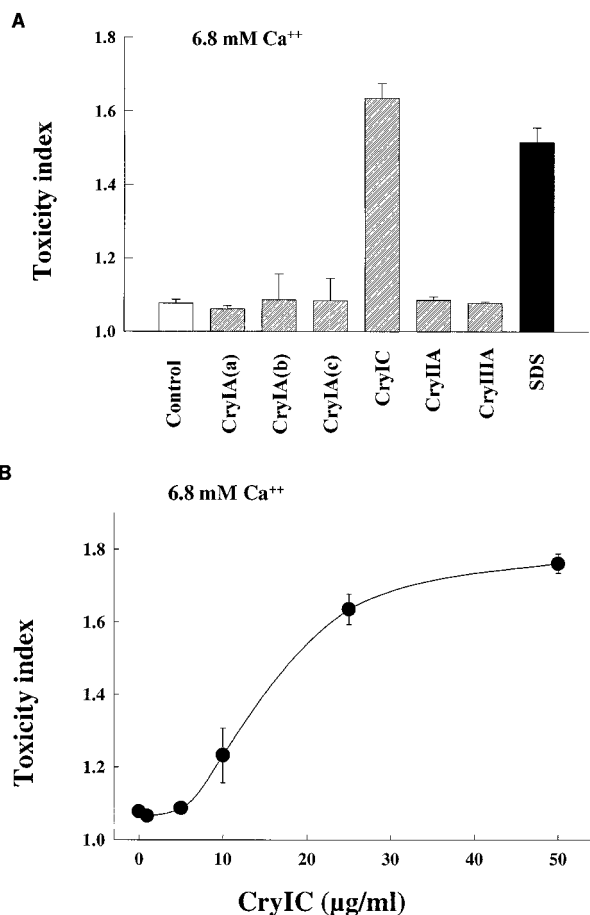 A
6.8 mM Ca++
Toxicity index
1.8
1.6
1.4
1.2
1.0
Control
CryIA(a)
CryIA(b)
CryIA(c)
CryIC
CryIIA
CryIIIA
SDS
B
6.8 mM Ca++
Toxicity index
1.8
1.6
1.4
1.2
1.0
0 10 20 30 40 50
CryIC (µg/ml)